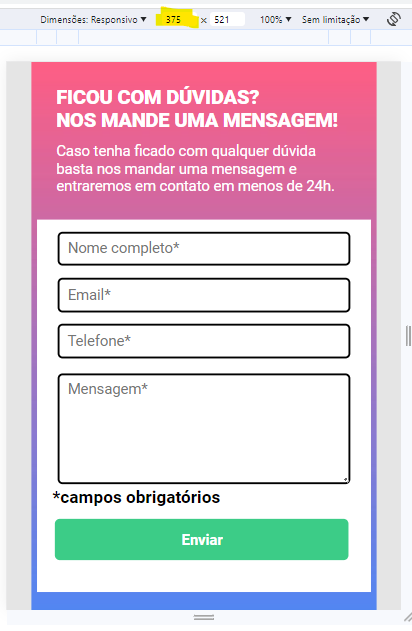 Dimensões: Responsivo ▼ 375 x 521 100% ▼ Sem limitação ▼
FICOU COM DÚVIDAS?
NOS MANDE UMA MENSAGEM!
Caso tenha ficado com qualquer dúvida
basta nos mandar uma mensagem e
entraremos em contato em menos de 24h.
Nome completo*
Email*
Telefone*
Mensagem*
*campos obrigatórios
Enviar